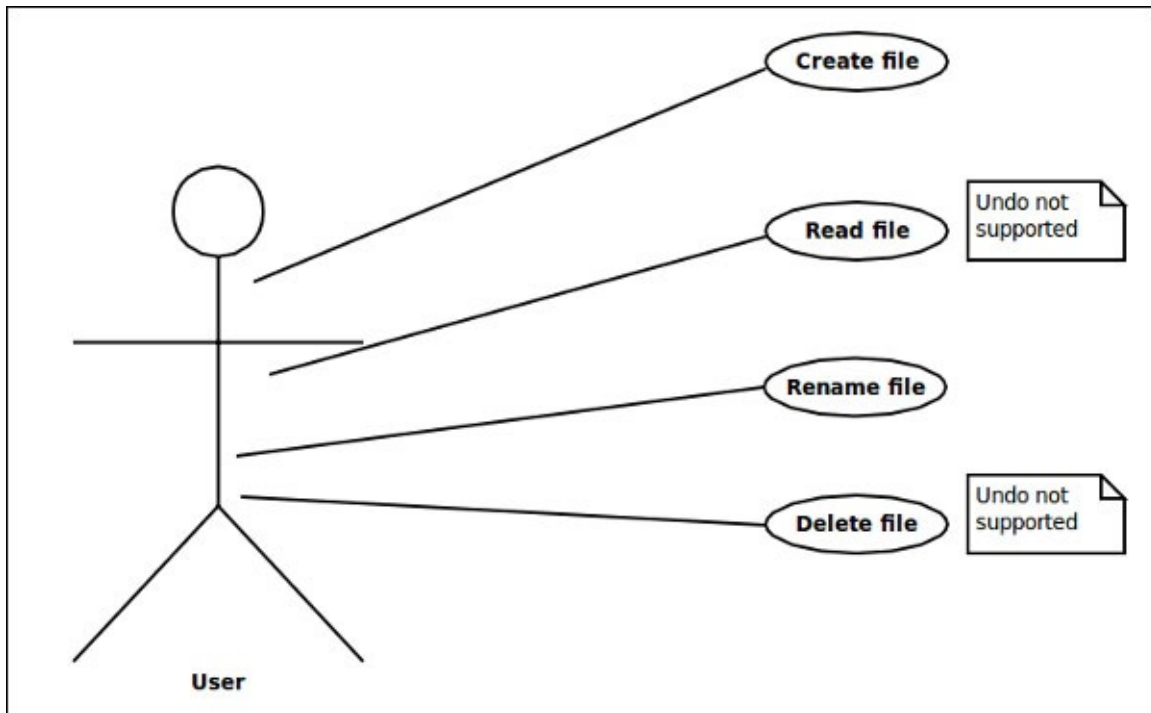 Create file
Read file
Undo not
supported
Rename file
Delete file
Undo not
supported
User